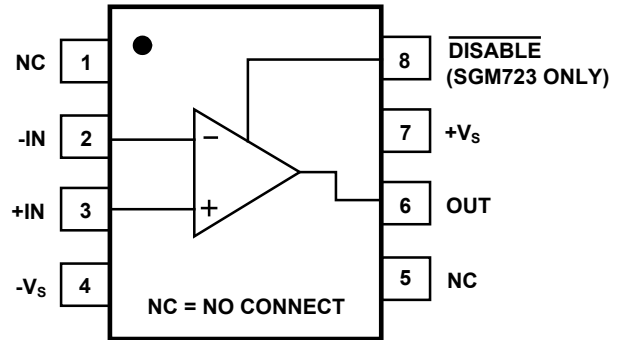 NC 1
-IN 2
+IN 3
-VS 4
−
+
8 DISABLE
(SGM723 ONLY)
7 +VS
6 OUT
5 NC
NC = NO CONNECT